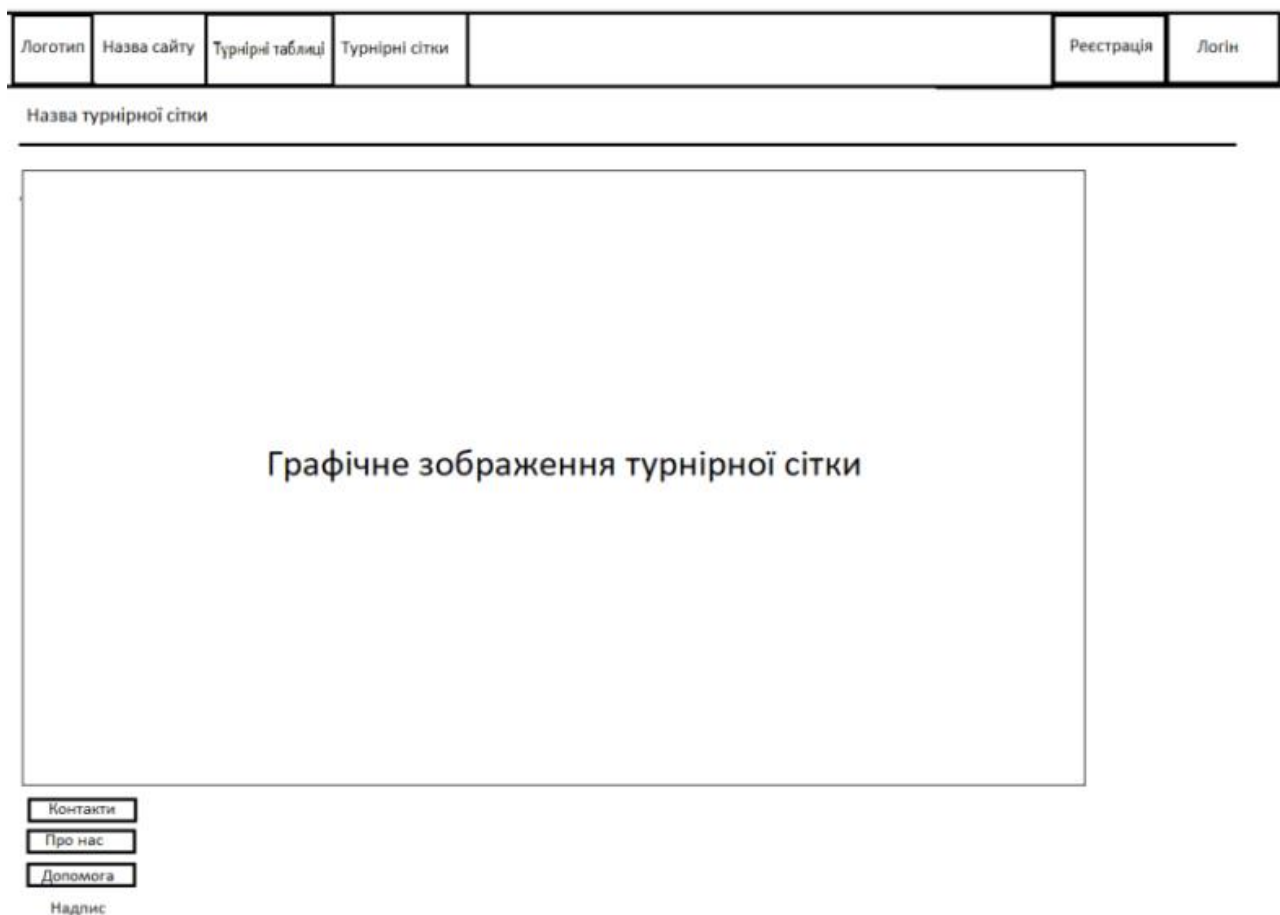 Логотип Назва сайту Турнірні таблиці Турнірні сітки Реєстрація Логін
Назва турнірної сітки
Графічне зображення турнірної сітки
Контакти
Про нас
Допомога
Надпис